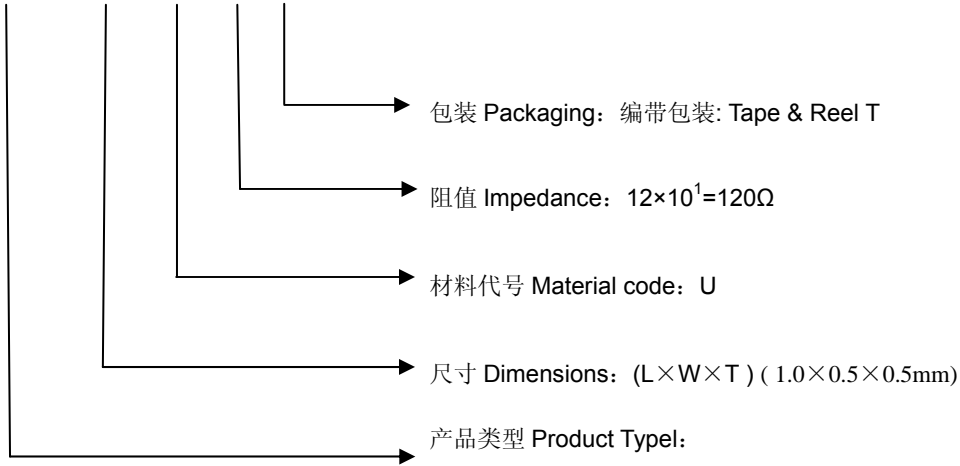 包装 Packaging：编带包装: Tape & Reel T
阻值 Impedance：12×10¹=120Ω
材料代号 Material code：U
尺寸 Dimensions：(L×W×T ) ( 1.0×0.5×0.5mm)
产品类型 Product Typel：